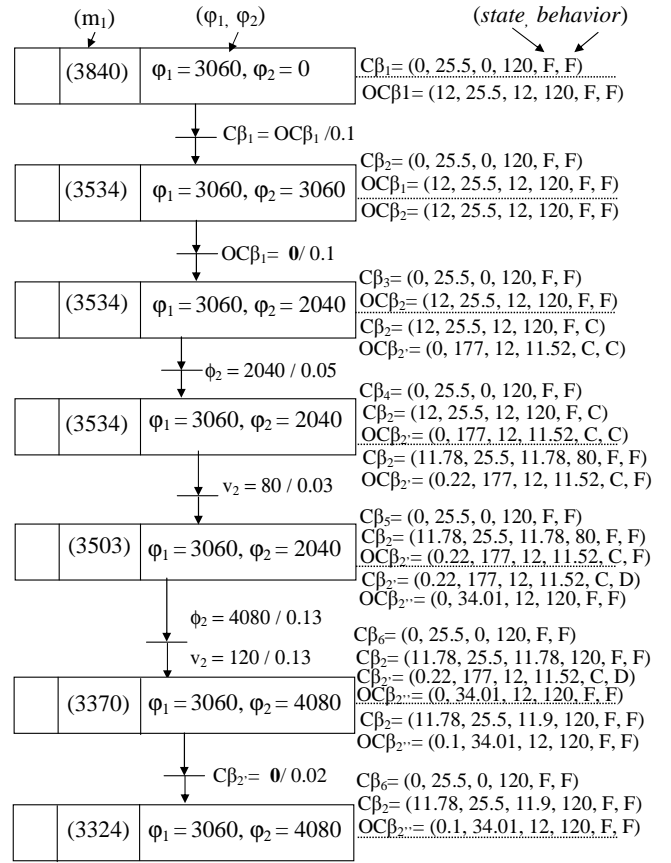 (m₁) (φ₁, φ₂) (state, behavior)
(3840) φ₁ = 3060, φ₂ = 0
Cβ₁= (0, 25.5, 0, 120, F, F)
OCβ1= (12, 25.5, 12, 120, F, F)
Cβ₁ = OCβ₁ /0.1
(3534) φ₁ = 3060, φ₂ = 3060
Cβ₂= (0, 25.5, 0, 120, F, F)
OCβ₁= (12, 25.5, 12, 120, F, F)
OCβ₂= (12, 25.5, 12, 120, F, F)
OCβ₁= 0/ 0.1
(3534) φ₁ = 3060, φ₂ = 2040
Cβ₃= (0, 25.5, 0, 120, F, F)
OCβ₂= (12, 25.5, 12, 120, F, F)
Cβ₂= (12, 25.5, 12, 120, F, C)
OCβ₂'= (0, 177, 12, 11.52, C, C)
ϕ₂ = 2040 / 0.05
(3534) φ₁ = 3060, φ₂ = 2040
Cβ₄= (0, 25.5, 0, 120, F, F)
Cβ₂= (12, 25.5, 12, 120, F, C)
OCβ₂'= (0, 177, 12, 11.52, C, C)
Cβ₂= (11.78, 25.5, 11.78, 80, F, F)
OCβ₂'= (0.22, 177, 12, 11.52, C, F)
v₂ = 80 / 0.03
(3503) φ₁ = 3060, φ₂ = 2040
Cβ₅= (0, 25.5, 0, 120, F, F)
Cβ₂= (11.78, 25.5, 11.78, 80, F, F)
OCβ₂'= (0.22, 177, 12, 11.52, C, F)
Cβ₂'= (0.22, 177, 12, 11.52, C, D)
OCβ₂''= (0, 34.01, 12, 120, F, F)
ϕ₂ = 4080 / 0.13
v₂ = 120 / 0.13
(3370) φ₁ = 3060, φ₂ = 4080
Cβ₆= (0, 25.5, 0, 120, F, F)
Cβ₂= (11.78, 25.5, 11.78, 120, F, F)
Cβ₂'= (0.22, 177, 12, 11.52, C, D)
OCβ₂''= (0, 34.01, 12, 120, F, F)
Cβ₂= (11.78, 25.5, 11.9, 120, F, F)
OCβ₂''= (0.1, 34.01, 12, 120, F, F)
Cβ₂'= 0/ 0.02
(3324) φ₁ = 3060, φ₂ = 4080
Cβ₆= (0, 25.5, 0, 120, F, F)
Cβ₂= (11.78, 25.5, 11.9, 120, F, F)
OCβ₂''= (0.1, 34.01, 12, 120, F, F)